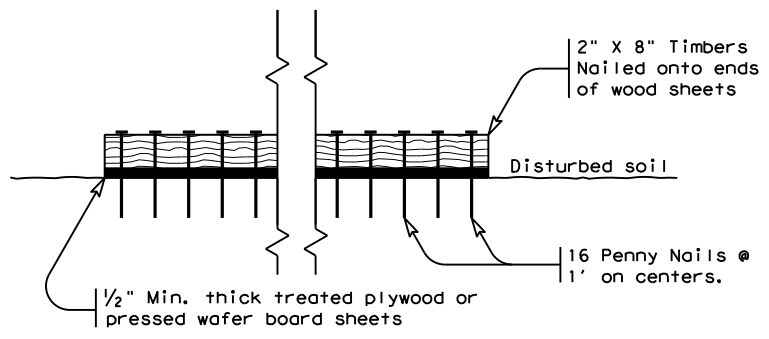 2" X 8" Timbers
Nailed onto ends
of wood sheets
Disturbed soil
16 Penny Nails @
1' on centers.
½" Min. thick treated plywood or
pressed wafer board sheets